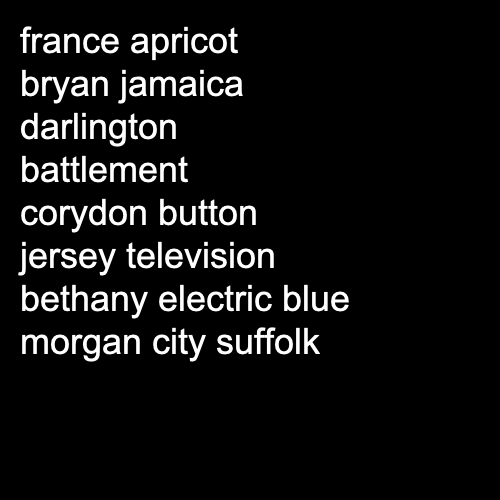 france apricot
bryan jamaica
darlington
battlement
corydon button
jersey television
bethany electric blue
morgan city suffolk